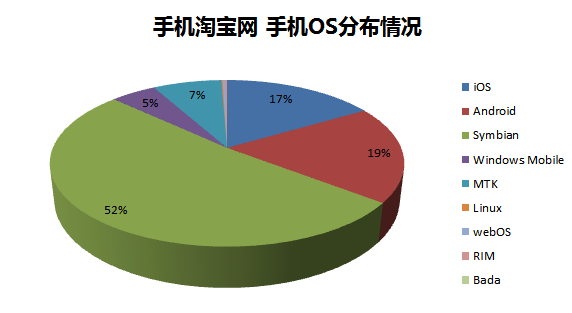 手机淘宝网 手机OS分布情况
17%
19%
52%
5%
7%
iOS
Android
Symbian
Windows Mobile
MTK
Linux
webOS
RIM
Bada